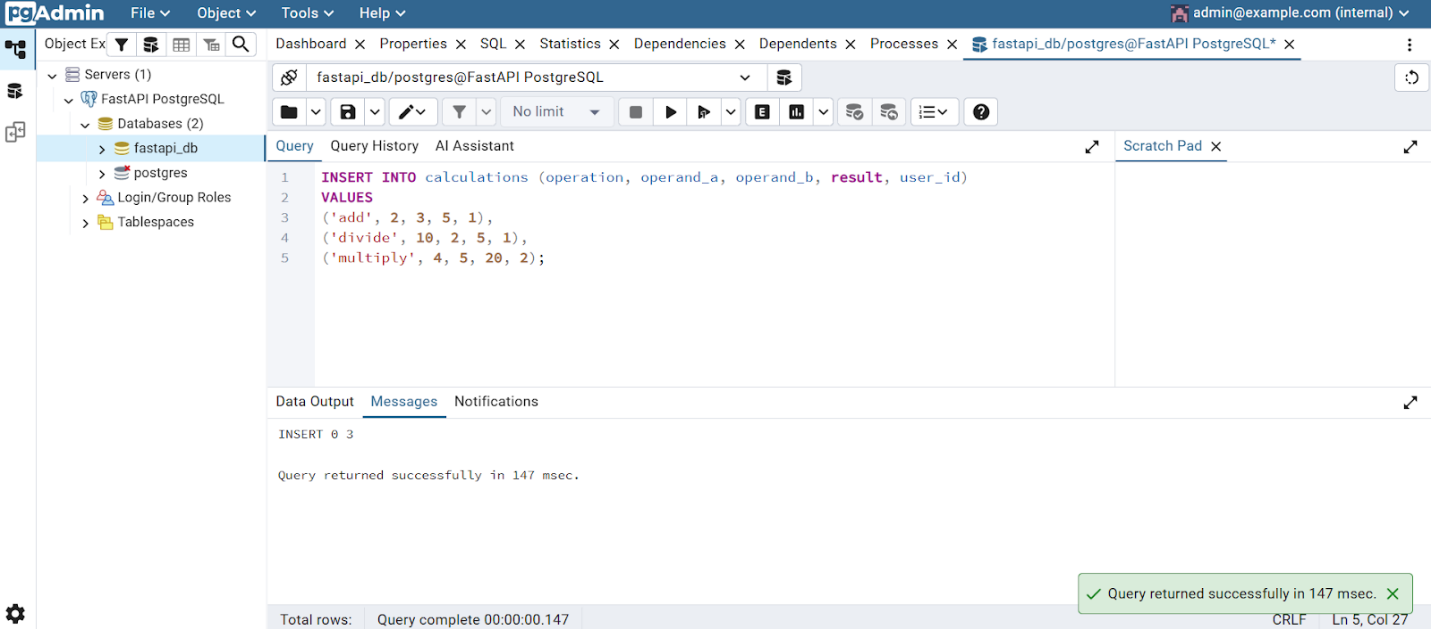 pgAdmin File Object Tools Help admin@example.com (internal)
Object Ex Dashboard Properties SQL Statistics Dependencies Dependents Processes fastapi_db/postgres@FastAPI PostgreSQL*
Servers (1)
FastAPI PostgreSQL
Databases (2)
fastapi_db
postgres
Login/Group Roles
Tablespaces
fastapi_db/postgres@FastAPI PostgreSQL
No limit E
Query Query History AI Assistant Scratch Pad
1 INSERT INTO calculations (operation, operand_a, operand_b, result, user_id)
2 VALUES
3 ('add', 2, 3, 5, 1),
4 ('divide', 10, 2, 5, 1),
5 ('multiply', 4, 5, 20, 2);
Data Output Messages Notifications
INSERT 0 3
Query returned successfully in 147 msec.
Query returned successfully in 147 msec.
Total rows: Query complete 00:00:00.147 CRLF Ln 5, Col 27